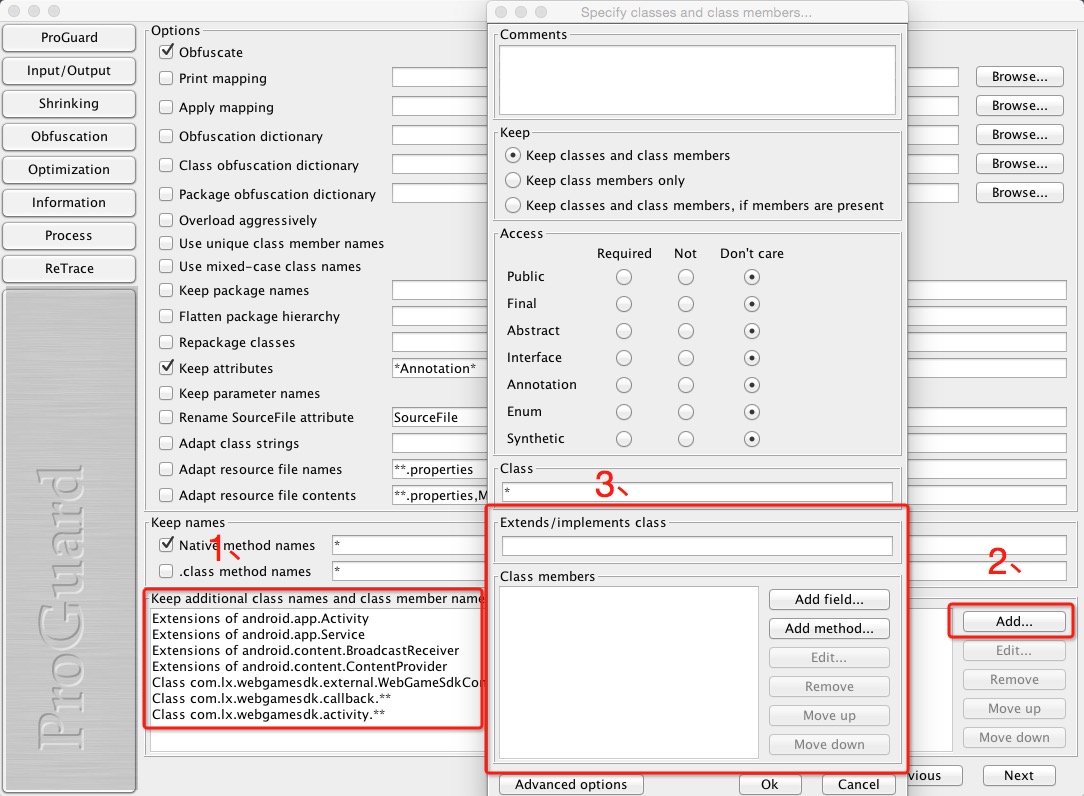 Specify classes and class members...
ProGuard
Input/Output
Shrinking
Obfuscation
Optimization
Information
Process
ReTrace
ProGuard
Options
Obfuscate
Print mapping
Apply mapping
Obfuscation dictionary
Class obfuscation dictionary
Package obfuscation dictionary
Overload aggressively
Use unique class member names
Use mixed-case class names
Keep package names
Flatten package hierarchy
Repackage classes
Keep attributes *Annotation*
Keep parameter names
Rename SourceFile attribute SourceFile
Adapt class strings
Adapt resource file names **.properties
Adapt resource file contents **.properties,M
Keep names
Native method names *
1、
.class method names *
Keep additional class names and class member name
Extensions of android.app.Activity
Extensions of android.app.Service
Extensions of android.content.BroadcastReceiver
Extensions of android.content.ContentProvider
Class com.lx.webgamesdk.external.WebGameSdkCon
Class com.lx.webgamesdk.callback.**
Class com.lx.webgamesdk.activity.**
Comments
Keep
Keep classes and class members
Keep class members only
Keep classes and class members, if members are present
Access
Required Not Don't care
Public
Final
Abstract
Interface
Annotation
Enum
Synthetic
Class
*
3、
Extends/implements class
Class members
Add field...
Add method...
Edit...
Remove
Move up
Move down
Advanced options Ok Cancel
Browse...
Browse...
Browse...
Browse...
Browse...
2、
Add...
Edit...
Remove
Move up
Move down
vious Next